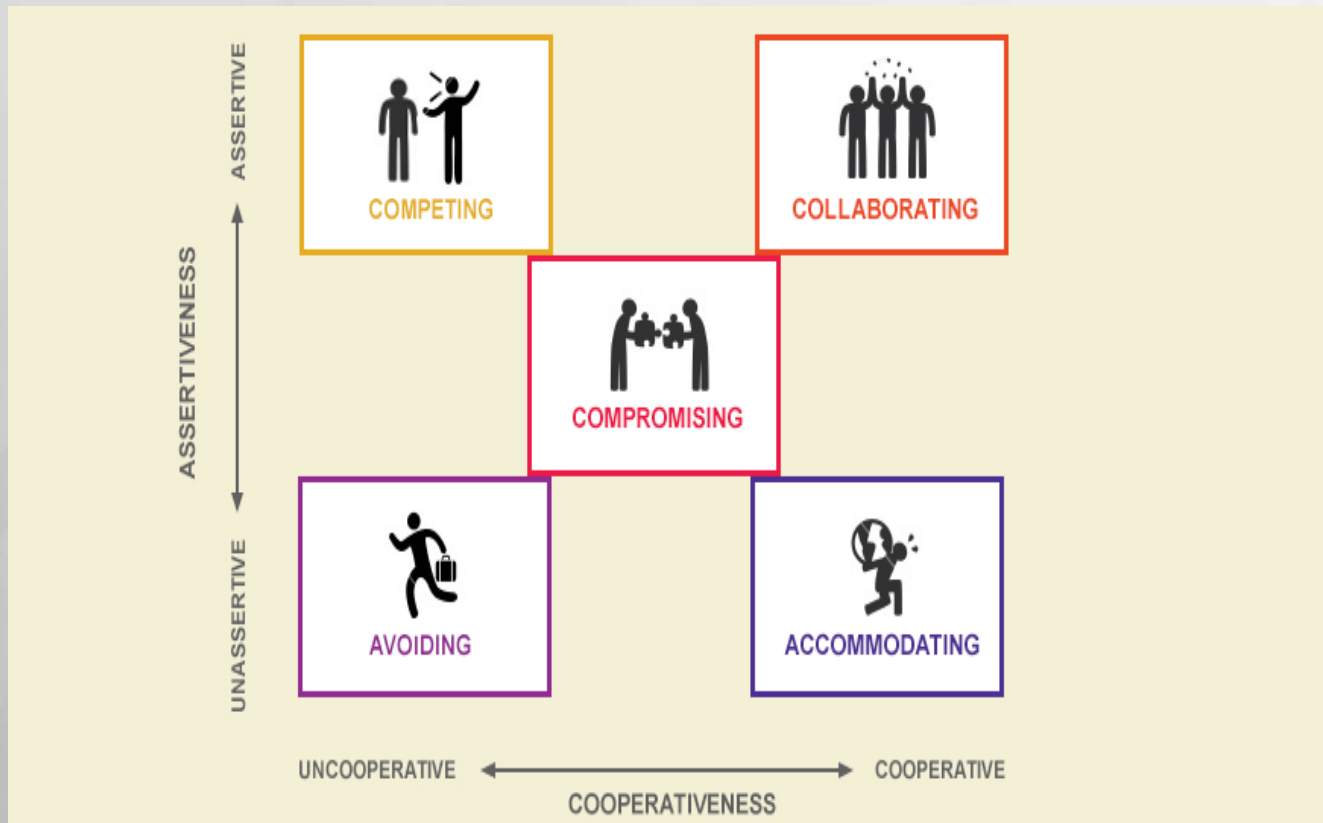 ASSERTIVE
COMPETING
COLLABORATING
ASSERTIVENESS
COMPROMISING
UNASSERTIVE
AVOIDING
ACCOMMODATING
UNCOOPERATIVE
COOPERATIVE
COOPERATIVENESS